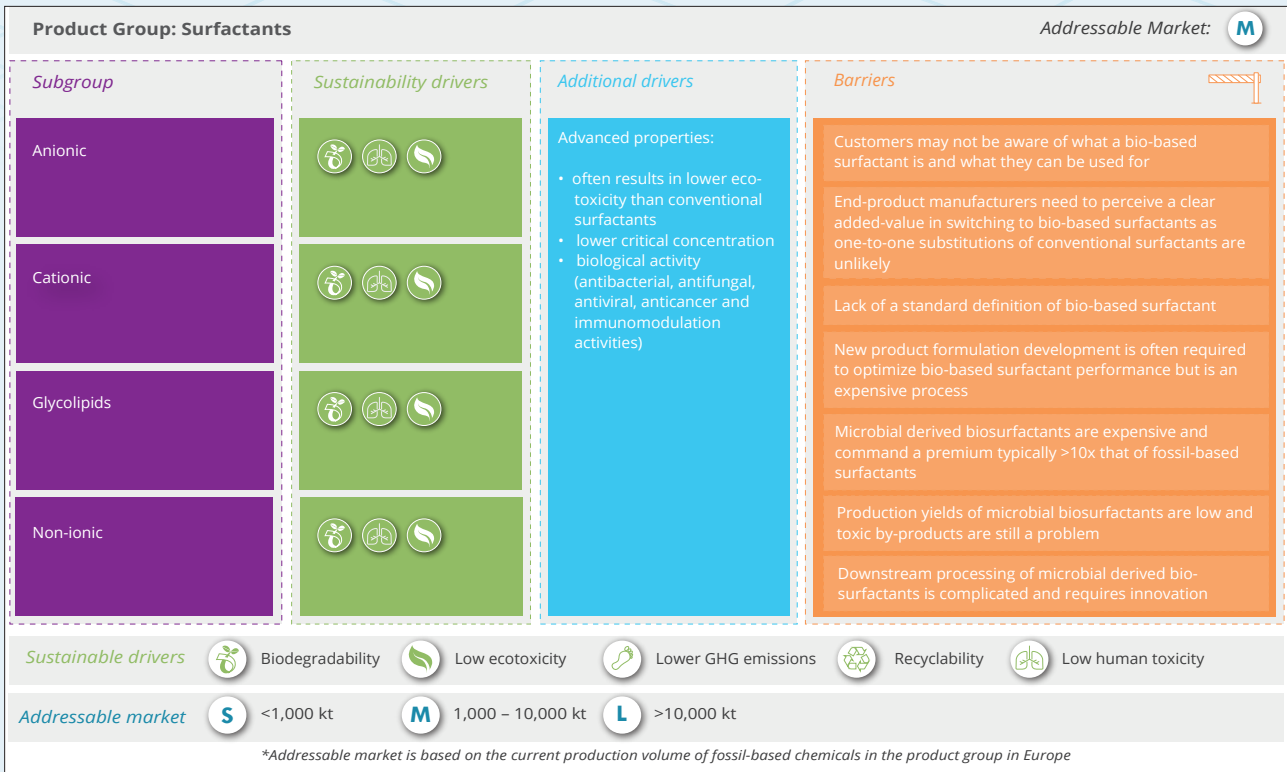 Product Group: Surfactants
Addressable Market: M
Subgroup
Sustainability drivers
Additional drivers
Barriers
Anionic
Cationic
Glycolipids
Non-ionic
Advanced properties:
• often results in lower eco-
toxicity than conventional
surfactants
• lower critical concentration
• biological activity
(antibacterial, antifungal,
antiviral, anticancer and
immunomodulation
activities)
Customers may not be aware of what a bio-based
surfactant is and what they can be used for
End-product manufacturers need to perceive a clear
added-value in switching to bio-based surfactants as
one-to-one substitutions of conventional surfactants are
unlikely
Lack of a standard definition of bio-based surfactant
New product formulation development is often required
to optimize bio-based surfactant performance but is an
expensive process
Microbial derived biosurfactants are expensive and
command a premium typically >10x that of fossil-based
surfactants
Production yields of microbial biosurfactants are low and
toxic by-products are still a problem
Downstream processing of microbial derived bio-
surfactants is complicated and requires innovation
Sustainable drivers Biodegradability Low ecotoxicity Lower GHG emissions Recyclability Low human toxicity
Addressable market S <1,000 kt M 1,000 – 10,000 kt L >10,000 kt
*Addressable market is based on the current production volume of fossil-based chemicals in the product group in Europe